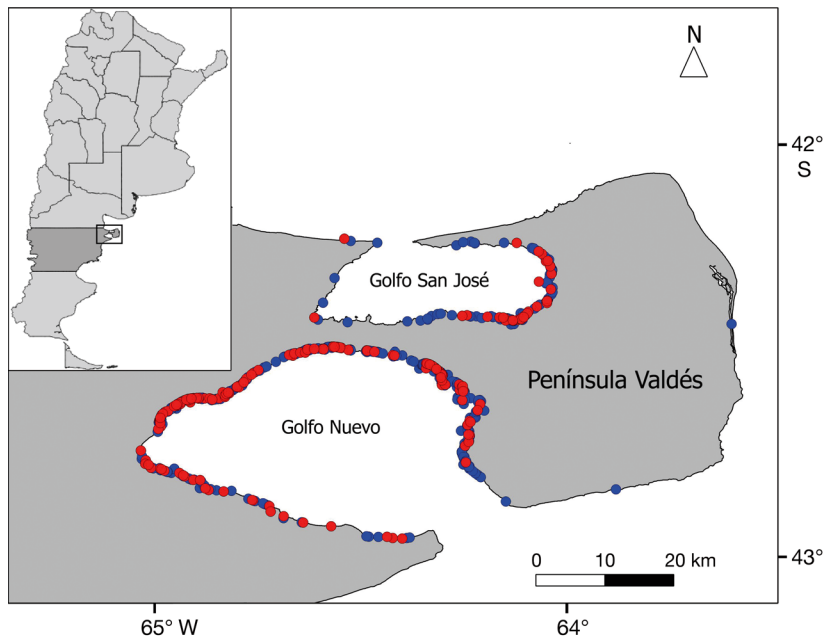 N
42°
S
Golfo San José
Península Valdés
Golfo Nuevo
0 10 20 km
43°
65° W 64°